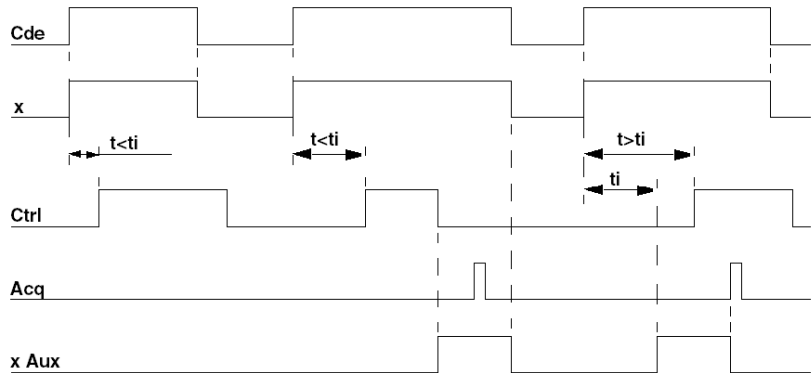 Cde
x
t<ti
t<ti
t>ti
ti
Ctrl
Acq
x Aux